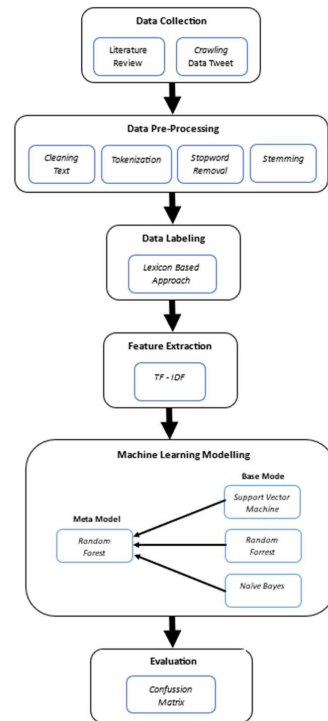 Data Collection
Literature
Review
Crawling
Data Tweet
Data Pre-Processing
Cleaning
Text
Tokenization
Stopword
Removal
Stemming
Data Labeling
Lexicon Based
Approach
Feature Extraction
TF - IDF
Machine Learning Modelling
Base Mode
Meta Model
Support Vector
Machine
Random
Forest
Random
Forrest
Naïve Bayes
Evaluation
Confussion
Matrix